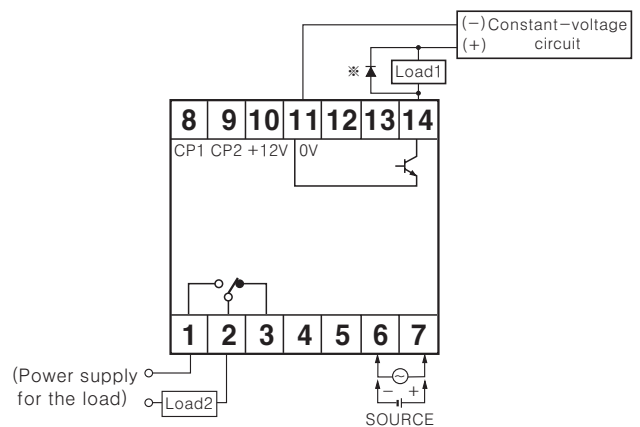 (−) Constant−voltage
(+) circuit
※
Load1
8 9 10 11 12 13 14
CP1 CP2 +12V 0V
1 2 3 4 5 6 7
(Power supply
for the load)
Load2
− +
SOURCE